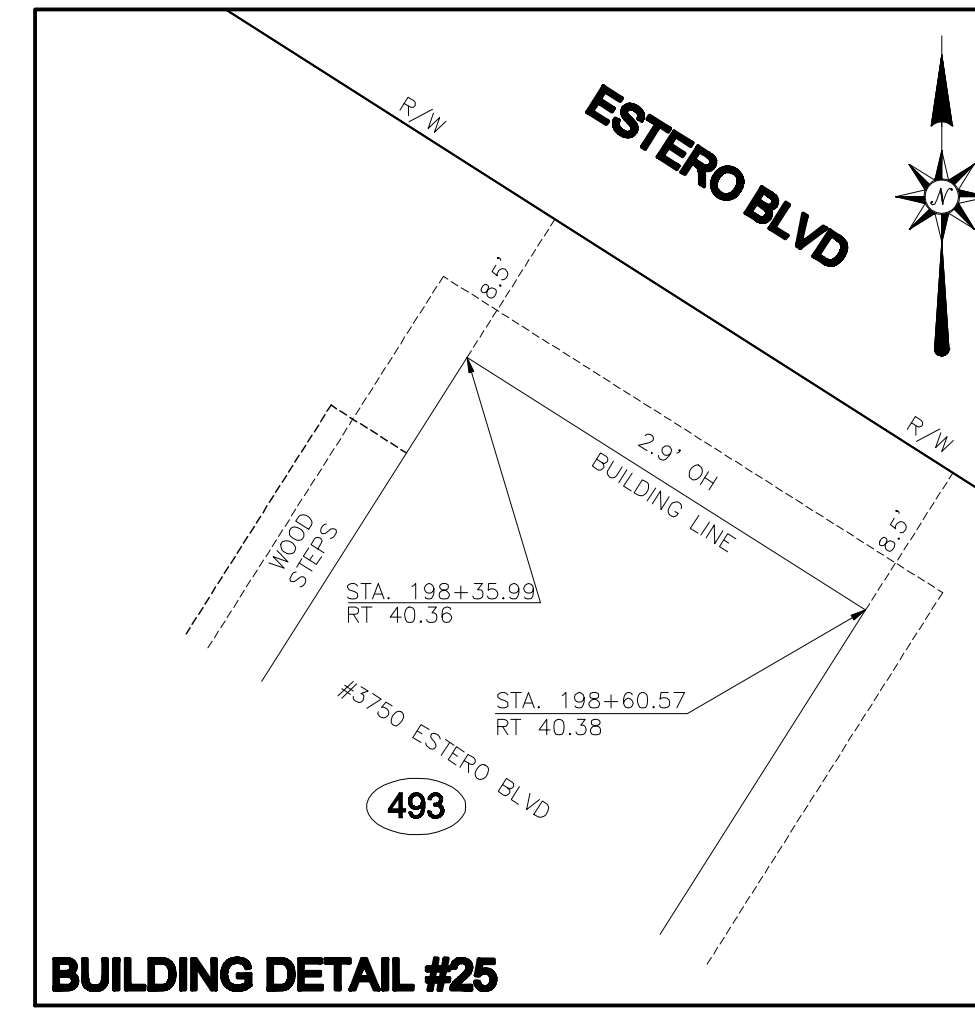 R/W
ESTERO BLVD
N
8.5'
R/W
2.9' OH
BUILDING LINE
8.5'
WOOD
STEPS
STA. 198+35.99
RT 40.36
#3750 ESTERO BLVD
STA. 198+60.57
RT 40.38
493
BUILDING DETAIL #25